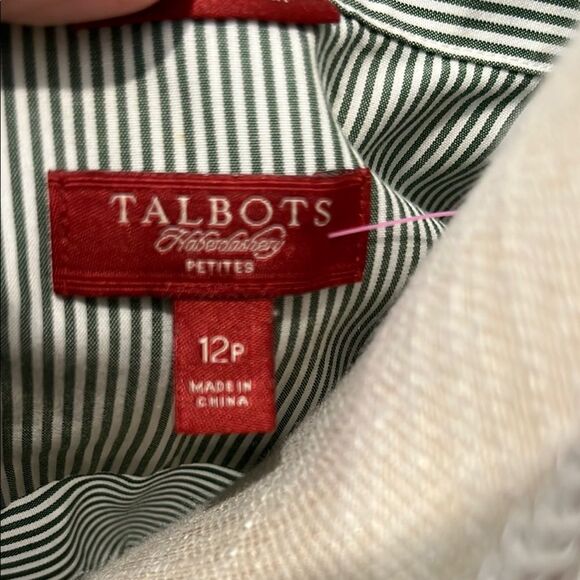 TALBOTS
Haberdashery
PETITES
12P
MADE IN
CHINA